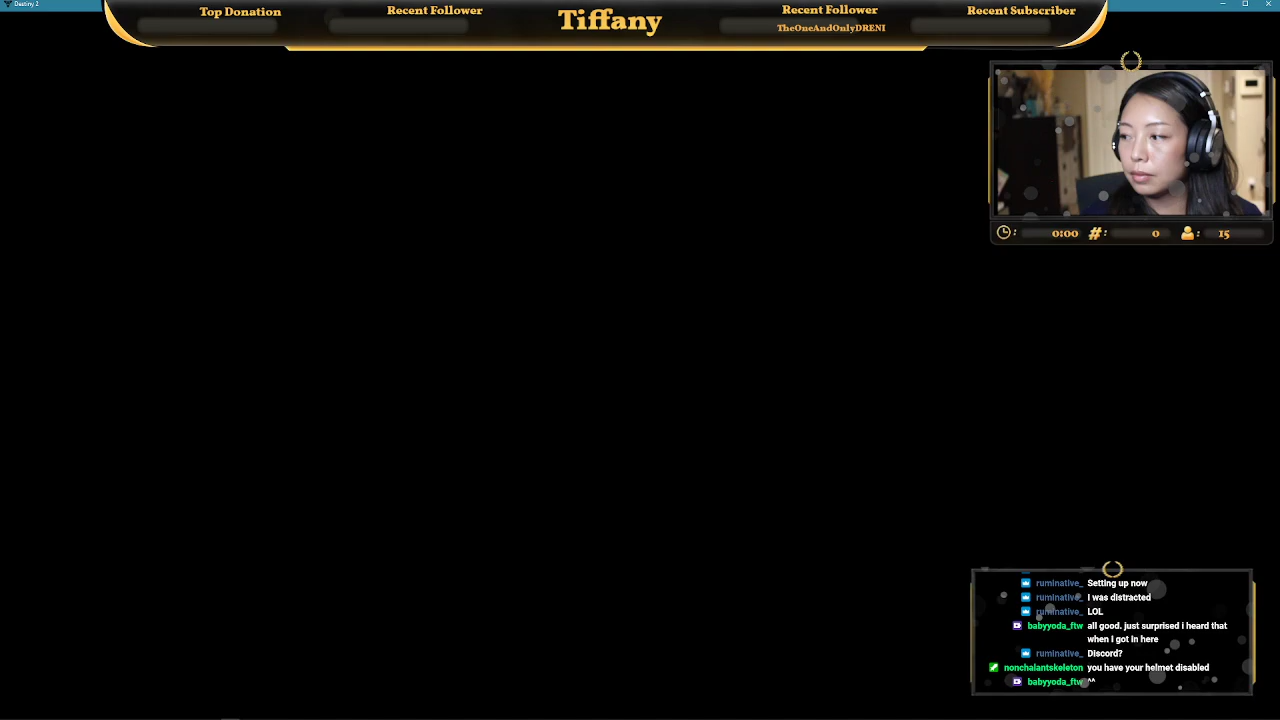 Destiny 2
Top Donation
Recent Follower
Tiffany
Recent Follower
TheOneAndOnlyDRENI
Recent Subscriber
: 0:00 #: 0 : 15
ruminative_ Setting up now
ruminative_ I was distracted
ruminative_ LOL
babyyoda_ftw all good. just surprised i heard that
when I got in here
ruminative_ Discord?
nonchalantskeleton you have your helmet disabled
babyyoda_ftw ^^